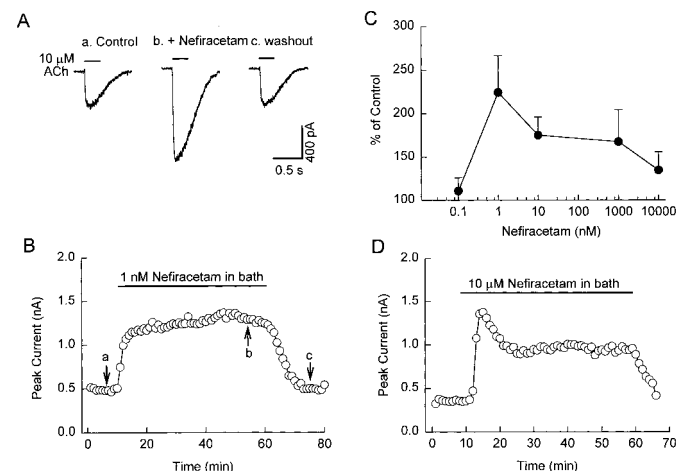 A
a. Control
b. + Nefiracetam
c. washout
10 µM
ACh
400 pA
0.5 s
C
% of Control
300
250
200
150
100
0.1
1
10
100
1000
10000
Nefiracetam (nM)
B
Peak Current (nA)
2.0
1.5
1.0
0.5
0.0
1 nM Nefiracetam in bath
a
b
c
0
20
40
60
80
Time (min)
D
Peak Current (nA)
2.0
1.5
1.0
0.5
0.0
10 µM Nefiracetam in bath
0
10
20
30
40
50
60
70
Time (min)